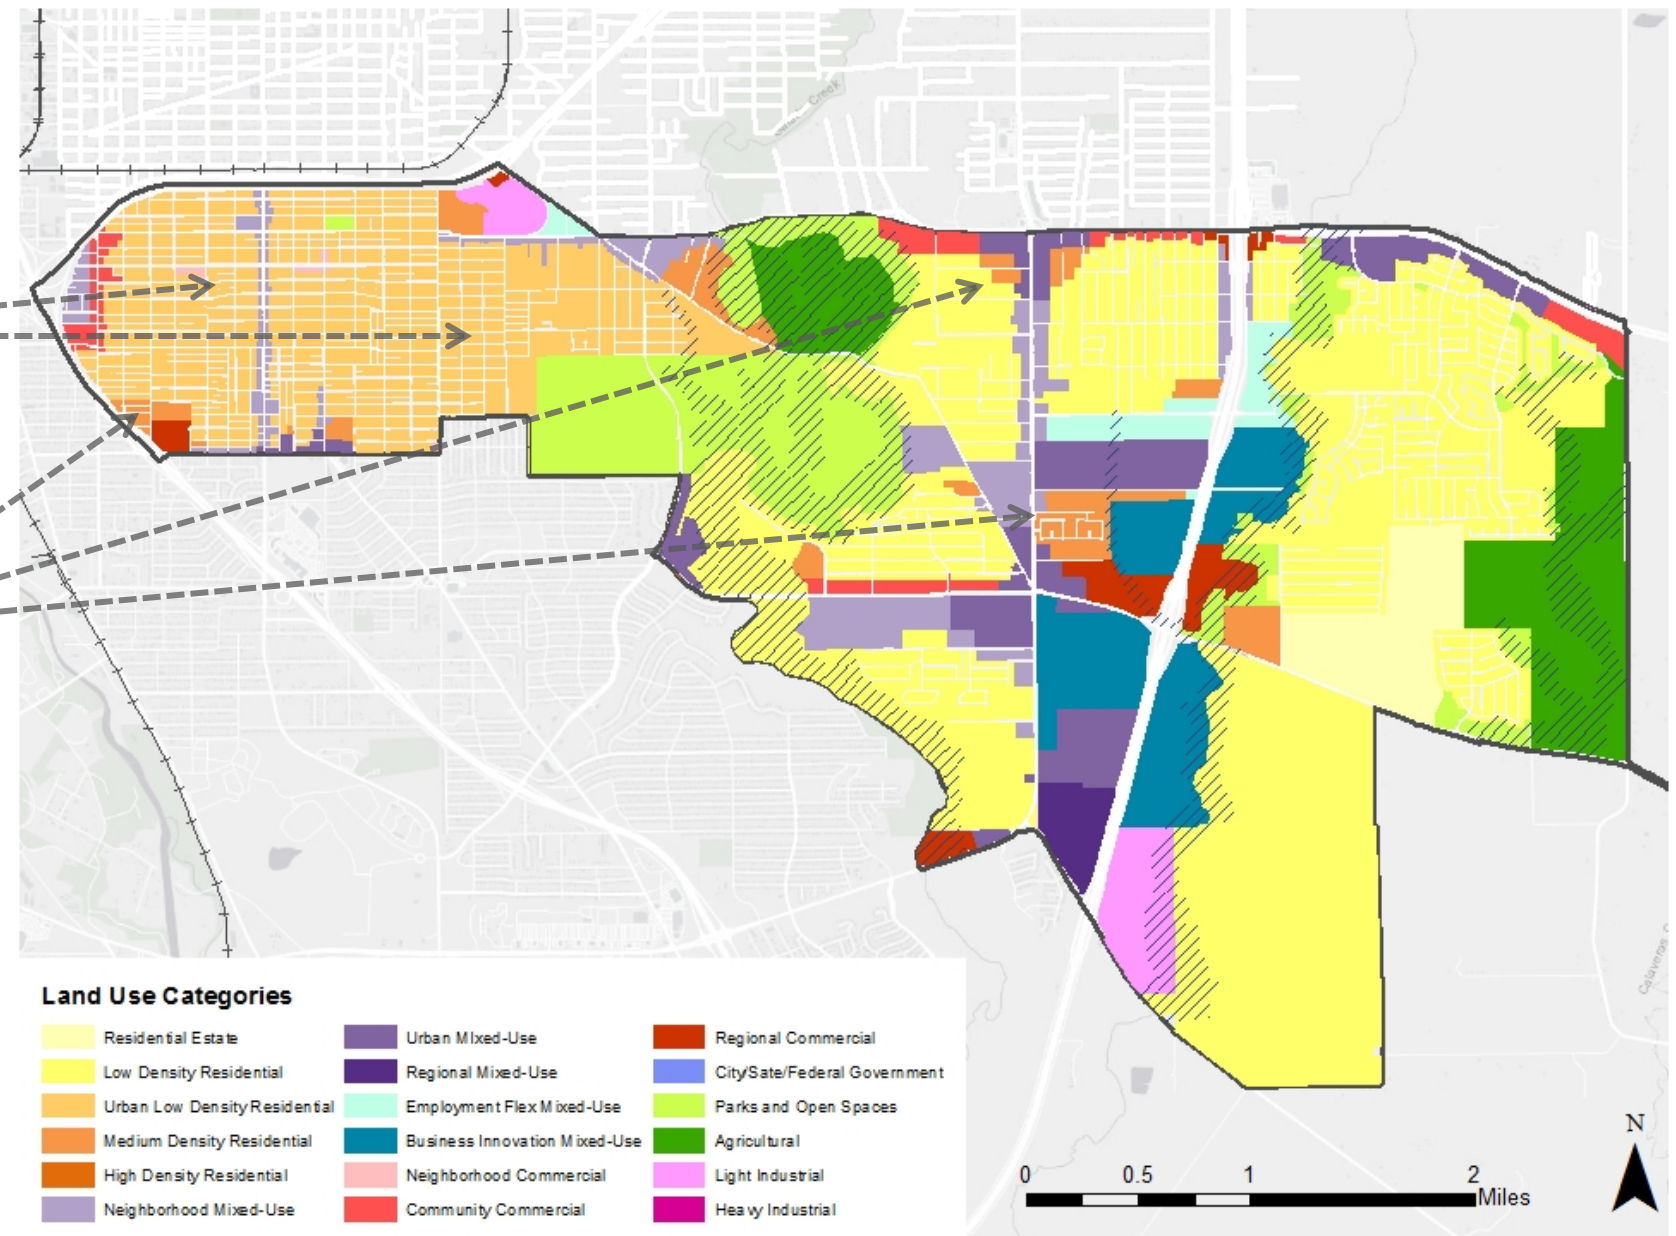 Creek
Calaveras C
Land Use Categories
Residential Estate
Low Density Residential
Urban Low Density Residential
Medium Density Residential
High Density Residential
Neighborhood Mixed-Use
Urban MIxed-Use
Regional Mixed-Use
Employment Flex Mixed-Use
Business Innovation Mixed-Use
Neighborhood Commercial
Community Commercial
Regional Commercial
City/Sate/Federal Government
Parks and Open Spaces
Agricultural
Light Industrial
Heavy Industrial
0 0.5 1 2
Miles
N